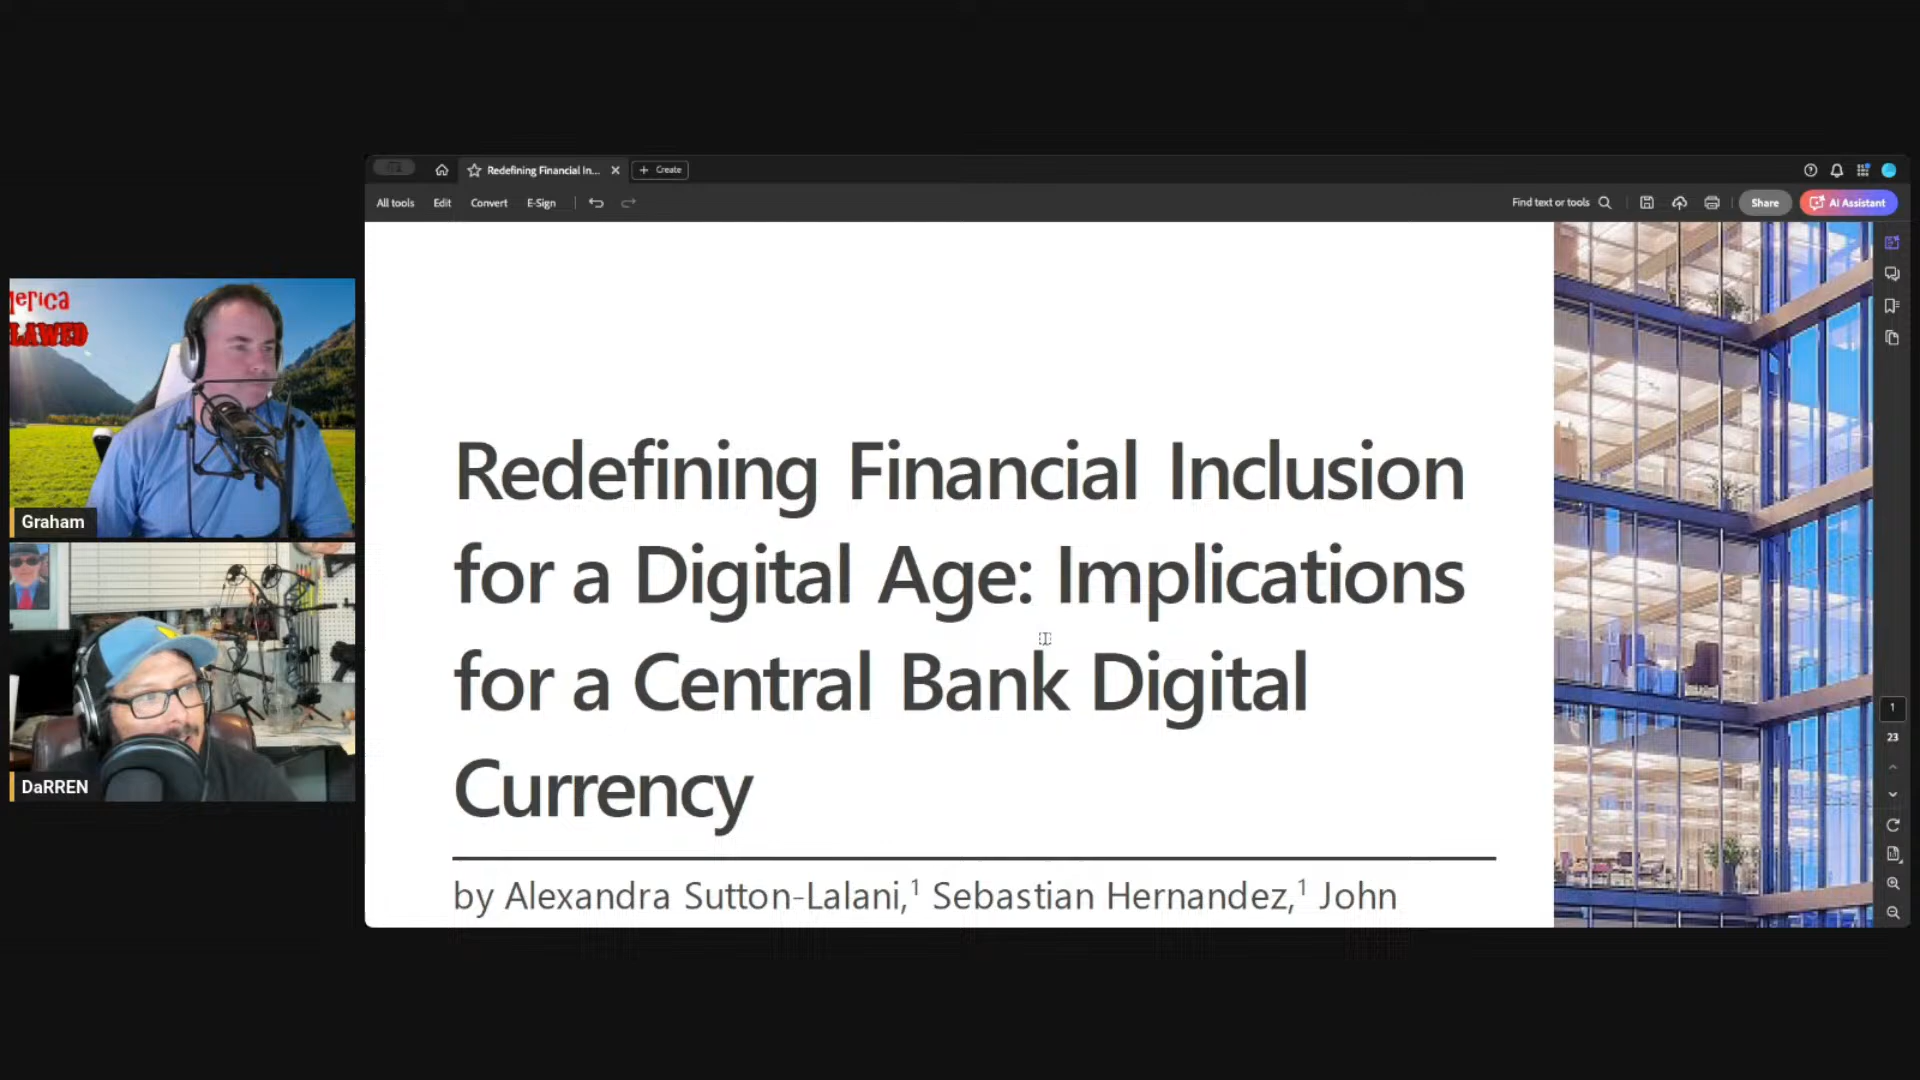 Redefining Financial In...
Create
All tools
Edit
Convert
E-Sign
Find text or tools
Share
AI Assistant
Redefining Financial Inclusion
for a Digital Age: Implications
for a Central Bank Digital
Currency
by Alexandra Sutton-Lalani,¹ Sebastian Hernandez,¹ John
1
23
Graham
DaRREN